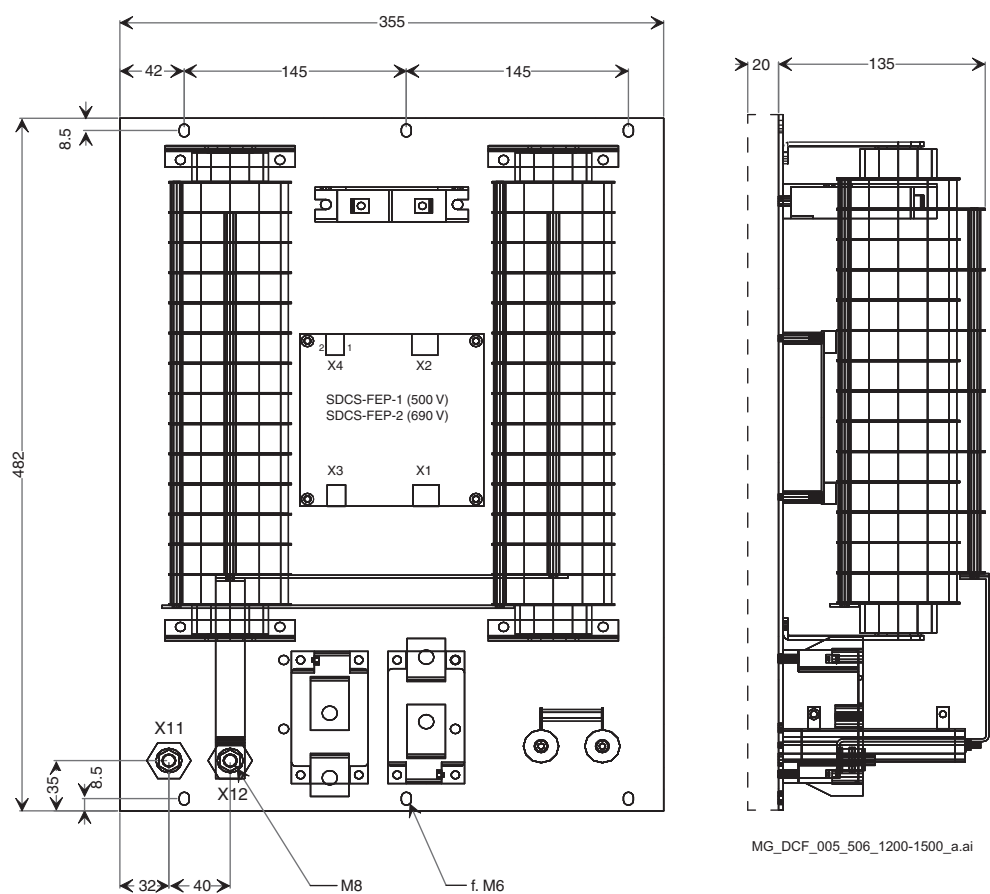 355
42
145
145
20
135
8.5
482
2
1
X4
X2
SDCS-FEP-1 (500 V)
SDCS-FEP-2 (690 V)
X3
X1
X11
X12
35
8.5
32
40
M8
f. M6
MG_DCF_005_506_1200-1500_a.ai